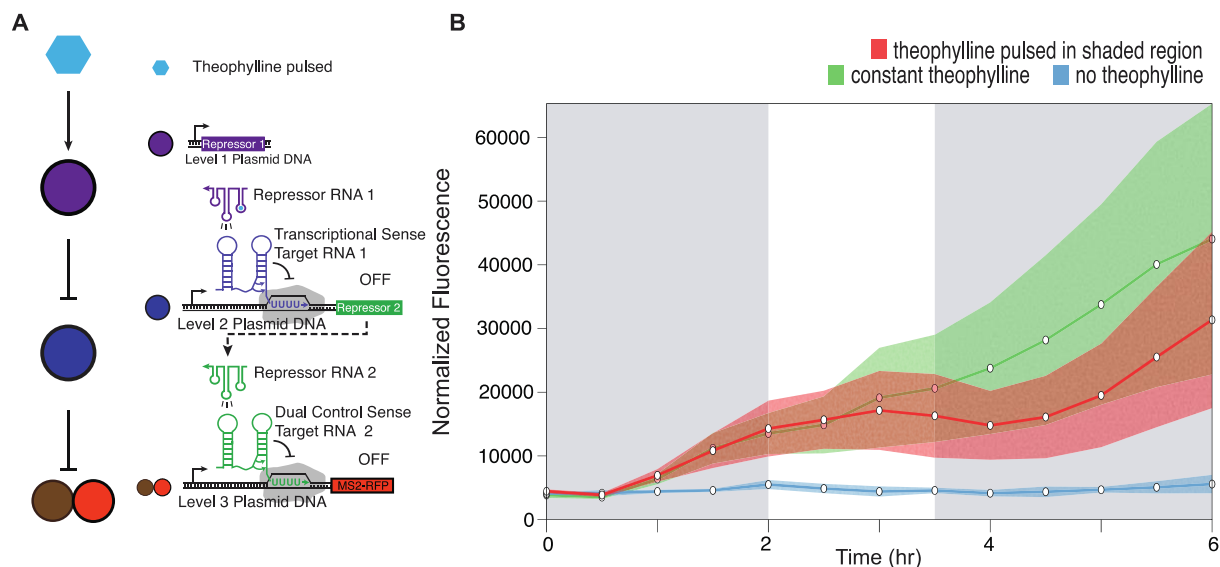 A
Theophylline pulsed
Repressor 1
Level 1 Plasmid DNA
Repressor RNA 1
Transcriptional Sense
Target RNA 1
OFF
UUUU
Repressor 2
Level 2 Plasmid DNA
Repressor RNA 2
Dual Control Sense
Target RNA 2
OFF
UUUU
MS2-RFP
Level 3 Plasmid DNA
B
theophylline pulsed in shaded region
constant theophylline
no theophylline
Normalized Fluorescence
60000
50000
40000
30000
20000
10000
0
0
2
4
6
Time (hr)